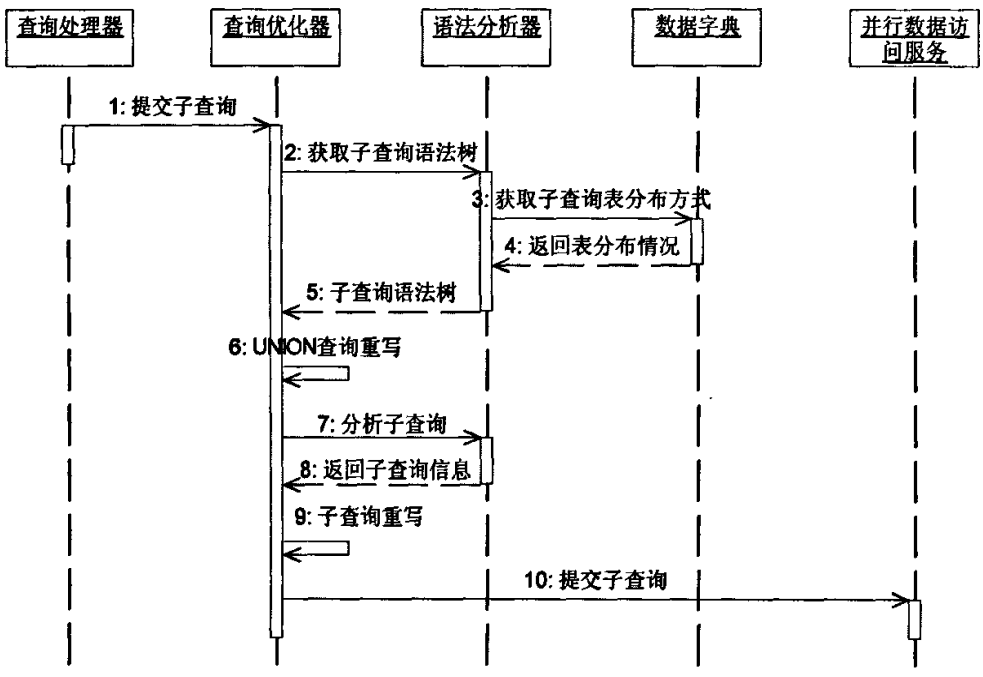 查询处理器
查询优化器
语法分析器
数据字典
并行数据访
问服务
1: 提交子查询
2: 获取子查询语法树
3: 获取子查询表分布方式
4: 返回表分布情况
5: 子查询语法树
6: UNION查询重写
7: 分析子查询
8: 返回子查询信息
9: 子查询重写
10: 提交子查询